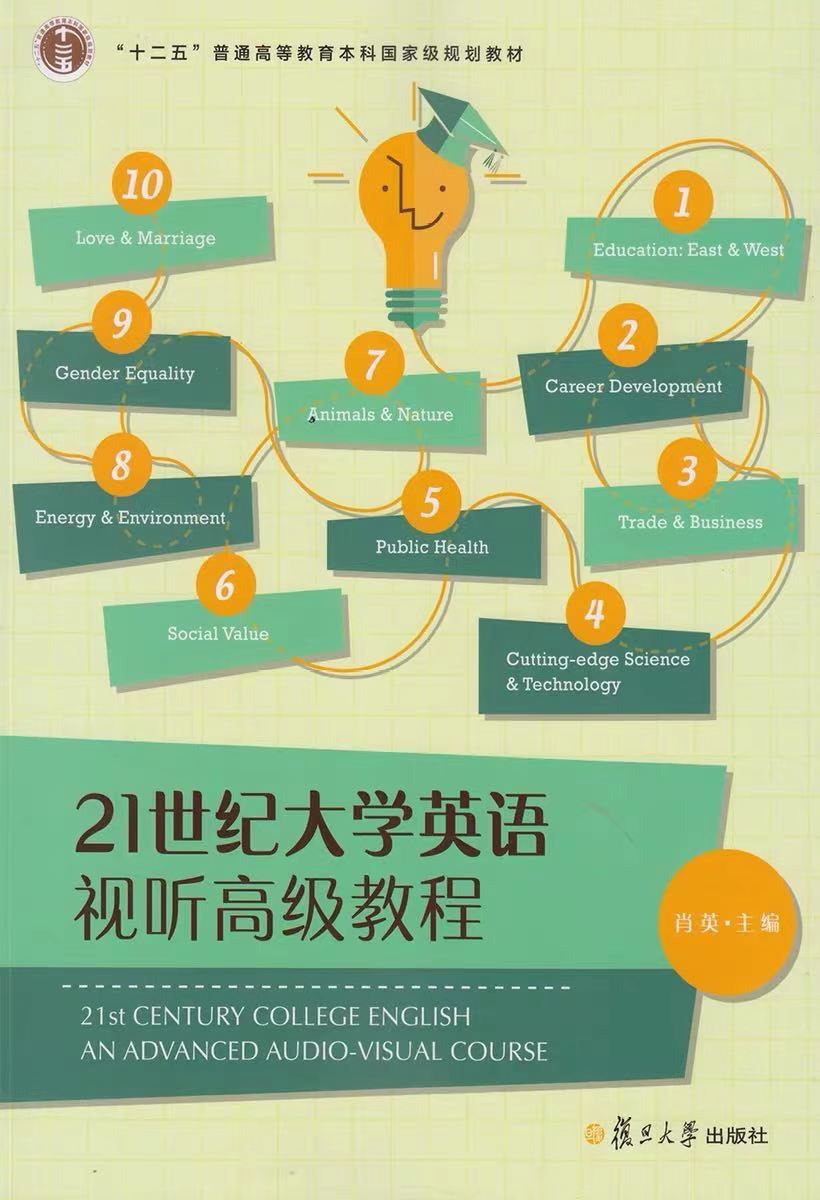 “十二五”普通高等教育本科国家级规划教材
十二五
10
Love & Marriage
1
Education: East & West
9
Gender Equality
2
Career Development
7
Animals & Nature
8
Energy & Environment
3
Trade & Business
5
Public Health
6
Social Value
4
Cutting-edge Science
& Technology
21世纪大学英语
视听高级教程
肖英·主编
21st CENTURY COLLEGE ENGLISH
AN ADVANCED AUDIO-VISUAL COURSE
復旦大學出版社